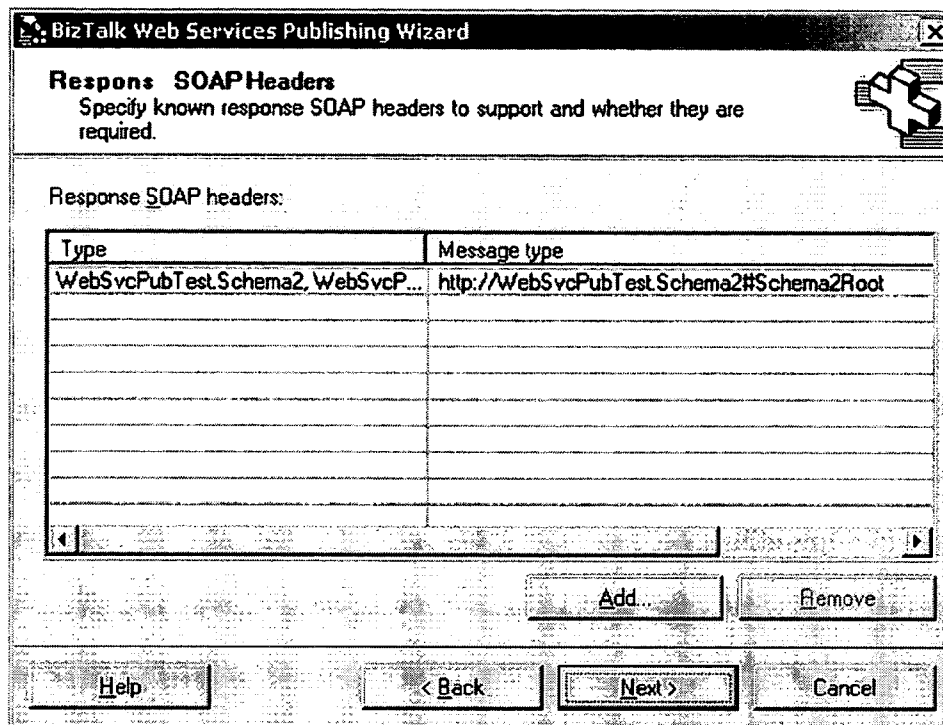 BizTalk Web Services Publishing Wizard
Respons SOAP Headers
Specify known response SOAP headers to support and whether they are
required.
Response SOAP headers:
Type Message type
WebSvcPubTest.Schema2, WebSvcP... http://WebSvcPubTest.Schema2#Schema2Root
Add... Remove
Help < Back Next > Cancel